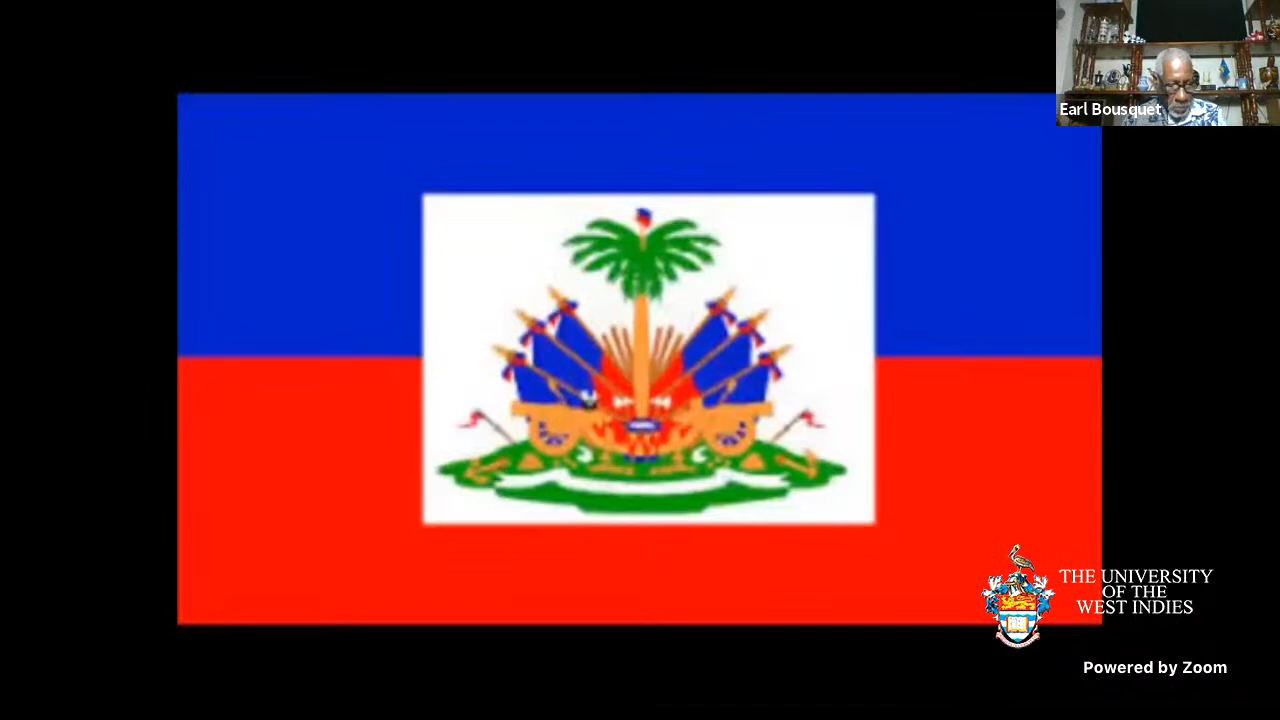 Earl Bousquet
THE UNIVERSITY
OF THE
WEST INDIES
Powered by Zoom